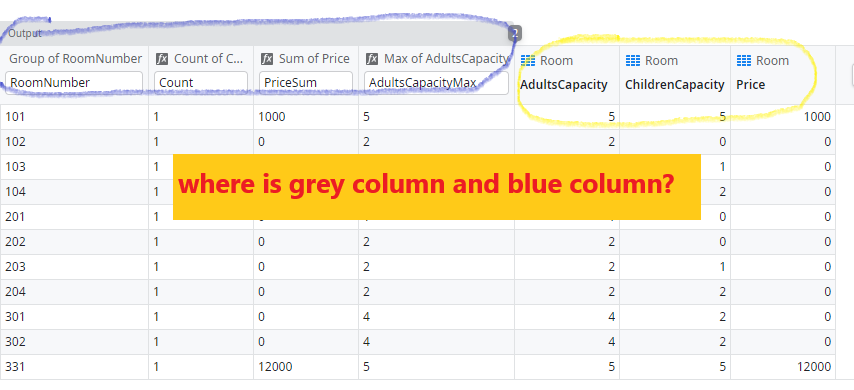 Output 2
Group of RoomNumber Count of C... Sum of Price Max of AdultsCapacity Room Room Room
RoomNumber Count PriceSum AdultsCapacityMax AdultsCapacity ChildrenCapacity Price
101 1 1000 5 5 5 1000
102 1 0 2 2 0 0
103 1 1 0
where is grey column and blue column?
104 1 2 0
201 1 0
202 1 0 2 2 0 0
203 1 0 2 2 1 0
204 1 0 2 2 2 0
301 1 0 4 4 2 0
302 1 0 4 4 2 0
331 1 12000 5 5 5 12000